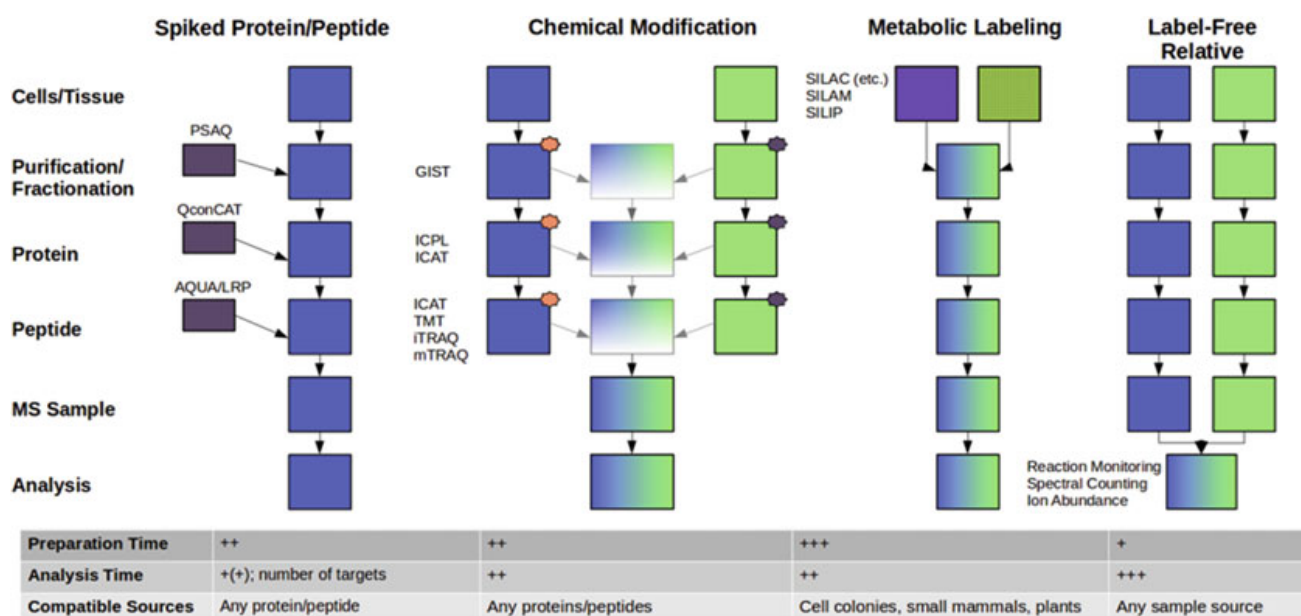 Spiked Protein/Peptide
Chemical Modification
Metabolic Labeling
Label-Free
Relative
Cells/Tissue
SILAC (etc.)
SILAM
SILIP
PSAQ
Purification/
Fractionation
GIST
QconCAT
Protein
ICPL
ICAT
AQUA/LRP
Peptide
ICAT
TMT
iTRAQ
mTRAQ
MS Sample
Analysis
Reaction Monitoring
Spectral Counting
Ion Abundance
Preparation Time ++ ++ +++ +
Analysis Time +(+); number of targets ++ ++ +++
Compatible Sources Any protein/peptide Any proteins/peptides Cell colonies, small mammals, plants Any sample source